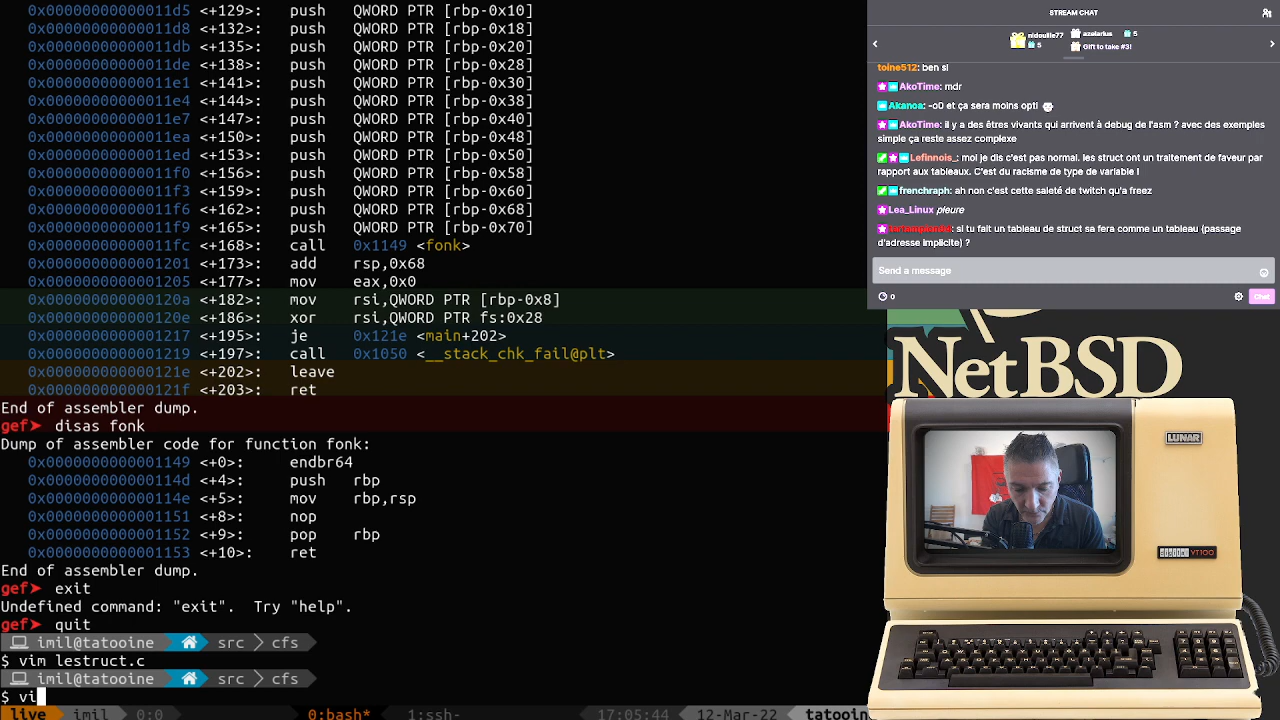 0x00000000000011d5 <+129>: push QWORD PTR [rbp-0x10]
0x00000000000011d8 <+132>: push QWORD PTR [rbp-0x18]
0x00000000000011db <+135>: push QWORD PTR [rbp-0x20]
0x00000000000011de <+138>: push QWORD PTR [rbp-0x28]
0x00000000000011e1 <+141>: push QWORD PTR [rbp-0x30]
0x00000000000011e4 <+144>: push QWORD PTR [rbp-0x38]
0x00000000000011e7 <+147>: push QWORD PTR [rbp-0x40]
0x00000000000011ea <+150>: push QWORD PTR [rbp-0x48]
0x00000000000011ed <+153>: push QWORD PTR [rbp-0x50]
0x00000000000011f0 <+156>: push QWORD PTR [rbp-0x58]
0x00000000000011f3 <+159>: push QWORD PTR [rbp-0x60]
0x00000000000011f6 <+162>: push QWORD PTR [rbp-0x68]
0x00000000000011f9 <+165>: push QWORD PTR [rbp-0x70]
0x00000000000011fc <+168>: call 0x1149 <fonk>
0x0000000000001201 <+173>: add rsp,0x68
0x0000000000001205 <+177>: mov eax,0x0
0x000000000000120a <+182>: mov rsi,QWORD PTR [rbp-0x8]
0x000000000000120e <+186>: xor rsi,QWORD PTR fs:0x28
0x0000000000001217 <+195>: je 0x121e <main+202>
0x0000000000001219 <+197>: call 0x1050 <__stack_chk_fail@plt>
0x000000000000121e <+202>: leave
0x000000000000121f <+203>: ret
End of assembler dump.
gef➤ disas fonk
Dump of assembler code for function fonk:
0x0000000000001149 <+0>: endbr64
0x000000000000114d <+4>: push rbp
0x000000000000114e <+5>: mov rbp,rsp
0x0000000000001151 <+8>: nop
0x0000000000001152 <+9>: pop rbp
0x0000000000001153 <+10>: ret
End of assembler dump.
gef➤ exit
Undefined command: "exit". Try "help".
gef➤ quit
imil@tatooine src cfs
$ vim lestruct.c
imil@tatooine src cfs
$ vi
live imil 0:0 0:bash* 1:ssh- 17:05:44 12-Mar-22 tatooin
STREAM CHAT
nidouille77 5
azelarius 5
Gift to take #3!
toine512: ben si
AkoTime: mdr
Akanoa: -o0 et ça sera moins opti
AkoTime: il y a des êtres vivants qui arrivent à debug de l'asm ? avec des exemples
simple ça reste assez complexe
Lefinnois_: moi je dis c'est pas normal. les struct ont un traitement de faveur par
rapport aux tableaux. C'est du racisme de type de variable !
frenchraph: ah non c'est cette saleté de twitch qu'a freez
Lea_Linux pleure
si tu fait un tableau de struct sa fera comme un tableau (passage
d'adresse implicite) ?
Send a message
0
Chat
NetBSD
LUNAR
digilik YT100